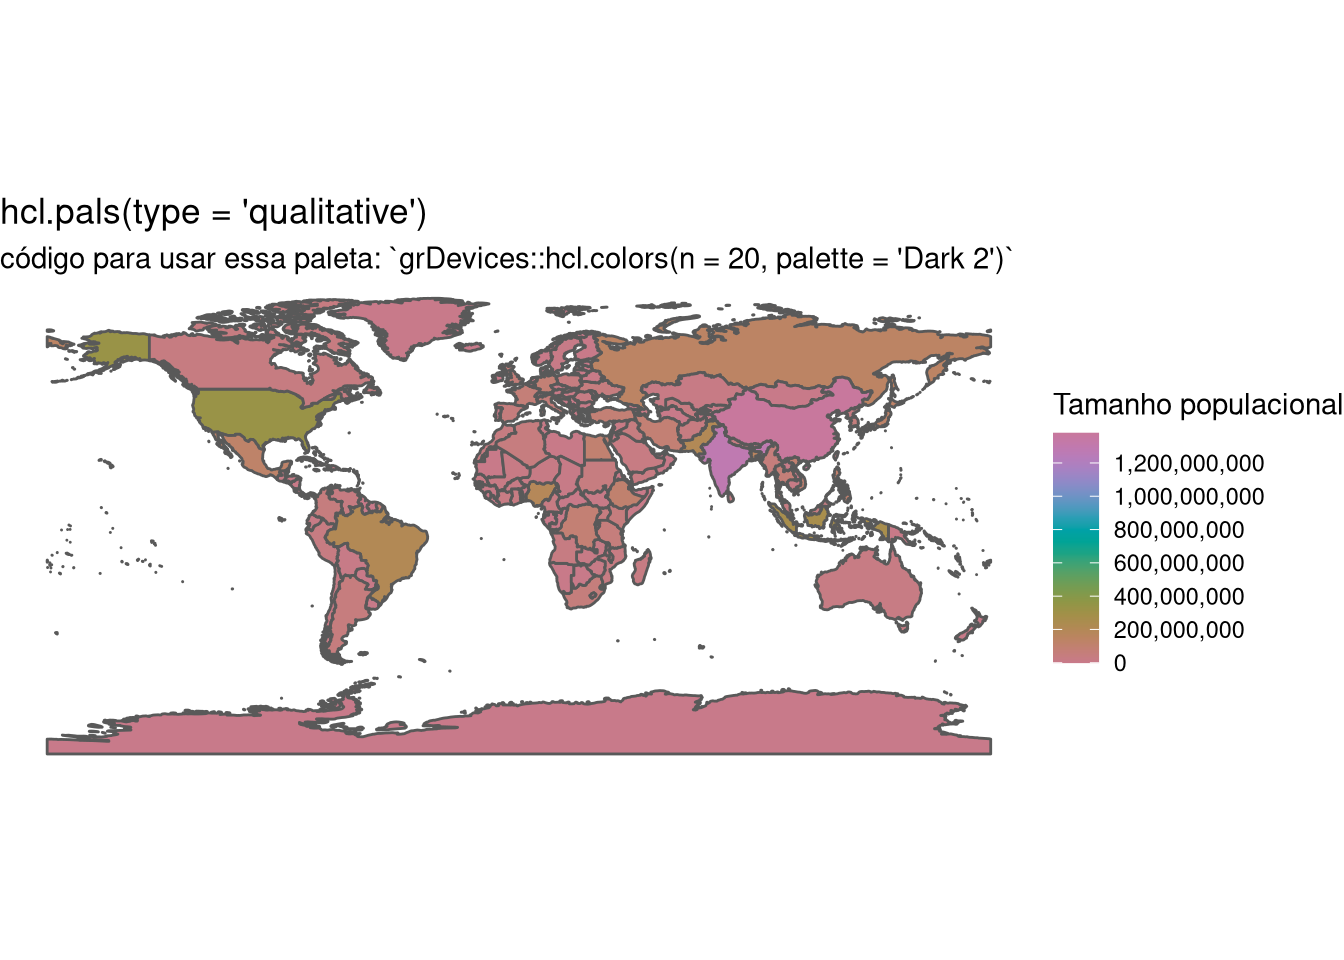 hcl.pals(type = 'qualitative')
código para usar essa paleta: `grDevices::hcl.colors(n = 20, palette = 'Dark 2')`
Tamanho populacional
1,200,000,000
1,000,000,000
800,000,000
600,000,000
400,000,000
200,000,000
0